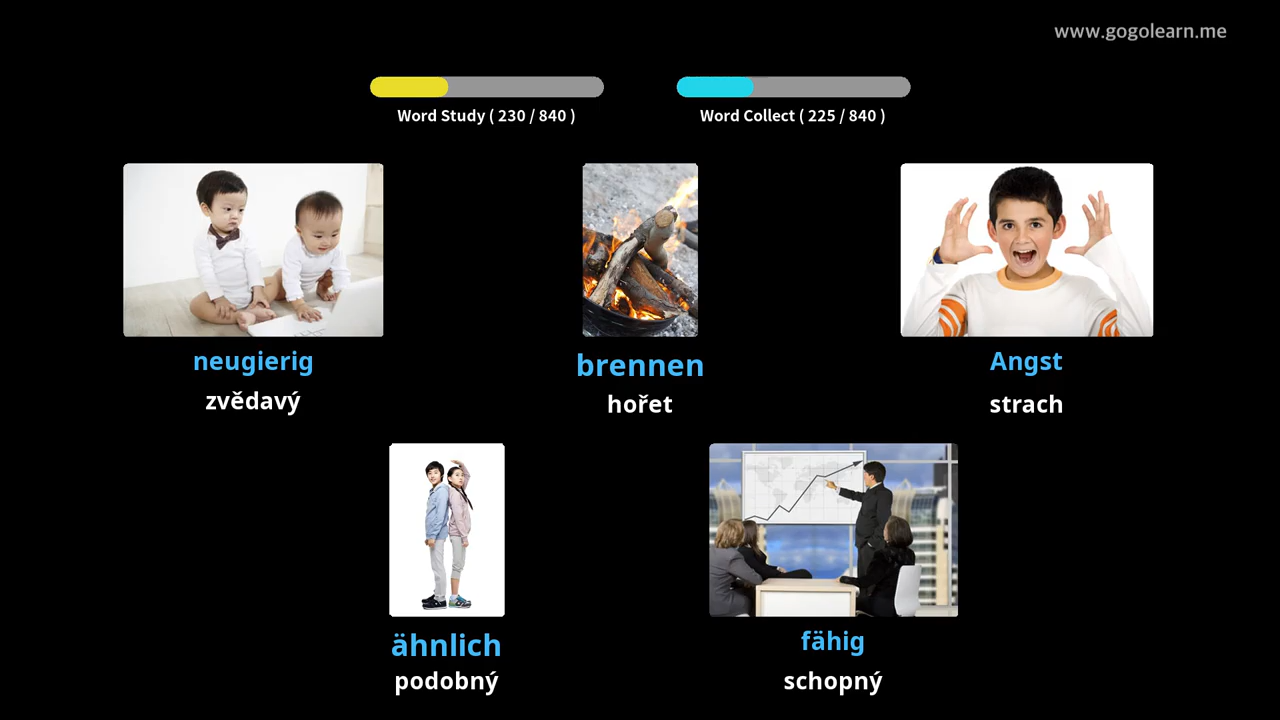 www.gogolearn.me
Word Study ( 230 / 840 )
Word Collect ( 225 / 840 )
neugierig
zvědavý
brennen
hořet
Angst
strach
ähnlich
podobný
fähig
schopný